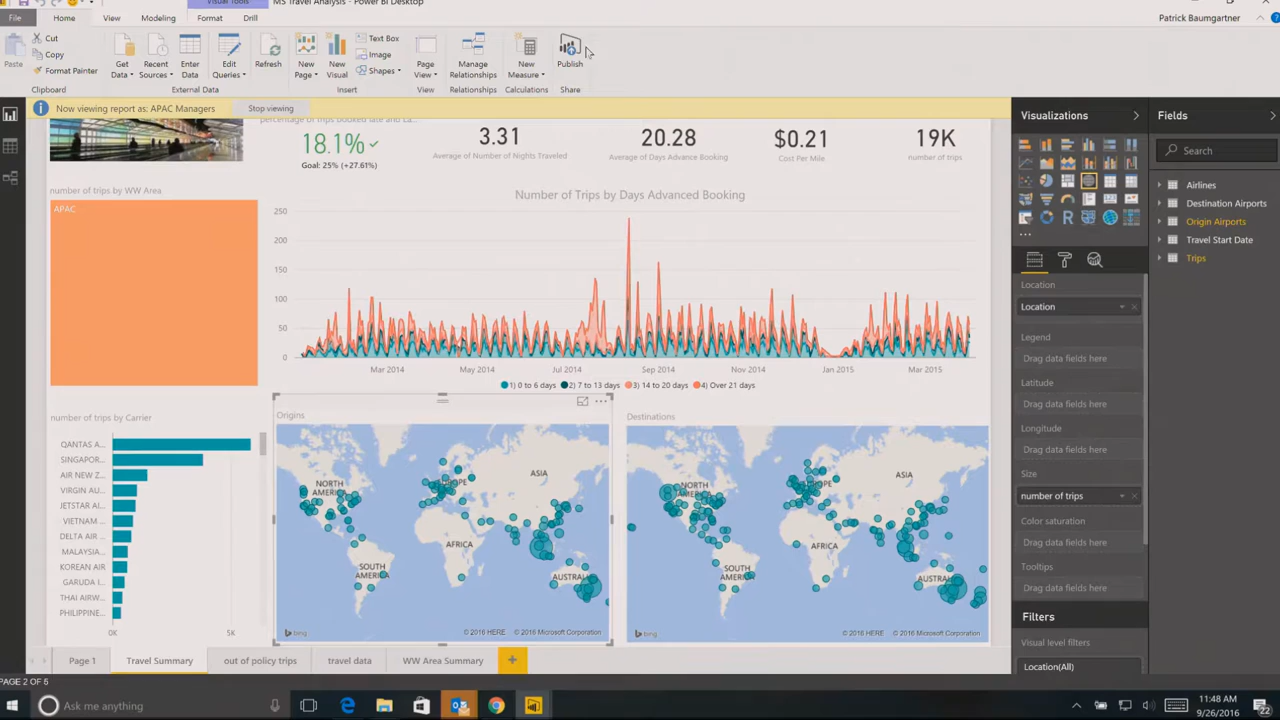 Visual Tools
MS Travel Analysis - Power BI Desktop
File
Home
View
Modeling
Format
Drill
Patrick Baumgartner
Paste
Cut
Copy
Format Painter
Clipboard
Get Data
Recent Sources
Enter Data
Edit Queries
Refresh
External Data
New Page
New Visual
Text Box
Image
Shapes
Insert
Page View
View
Manage Relationships
Relationships
New Measure
Calculations
Publish
Share
Now viewing report as: APAC Managers
Stop viewing
percentage of trips booked late and ca...
18.1%
Goal: 25% (+27.61%)
3.31
Average of Number of Nights Traveled
20.28
Average of Days Advance Booking
$0.21
Cost Per Mile
19K
number of trips
number of trips by WW Area
APAC
Number of Trips by Days Advanced Booking
250
200
150
100
50
0
Mar 2014
May 2014
Jul 2014
Sep 2014
Nov 2014
Jan 2015
Mar 2015
1) 0 to 6 days
2) 7 to 13 days
3) 14 to 20 days
4) Over 21 days
number of trips by Carrier
QANTAS A...
SINGAPOR...
AIR NEW Z...
VIRGIN AU...
JETSTAR AI...
VIETNAM ...
DELTA AIR ...
MALAYSIA...
KOREAN AIR
GARUDA I...
THAI AIRW...
PHILIPPINE...
0K
5K
Origins
NORTH AMERICA
EUROPE
ASIA
AFRICA
SOUTH AMERICA
AUSTRAL
bing
© 2016 HERE
© 2016 Microsoft Corporation
Destinations
NORTH AMERICA
EUROPE
ASIA
AFRICA
SOUTH AMERICA
AUSTRAL
bing
© 2016 HERE
© 2016 Microsoft Corporation
Visualizations
R
Location
Location
Legend
Drag data fields here
Latitude
Drag data fields here
Longitude
Drag data fields here
Size
number of trips
Color saturation
Drag data fields here
Tooltips
Drag data fields here
Filters
Visual level filters
Location(All)
Fields
Search
Airlines
Destination Airports
Origin Airports
Travel Start Date
Trips
Page 1
Travel Summary
out of policy trips
travel data
WW Area Summary
PAGE 2 OF 5
Ask me anything
11:48 AM
9/26/2016
22